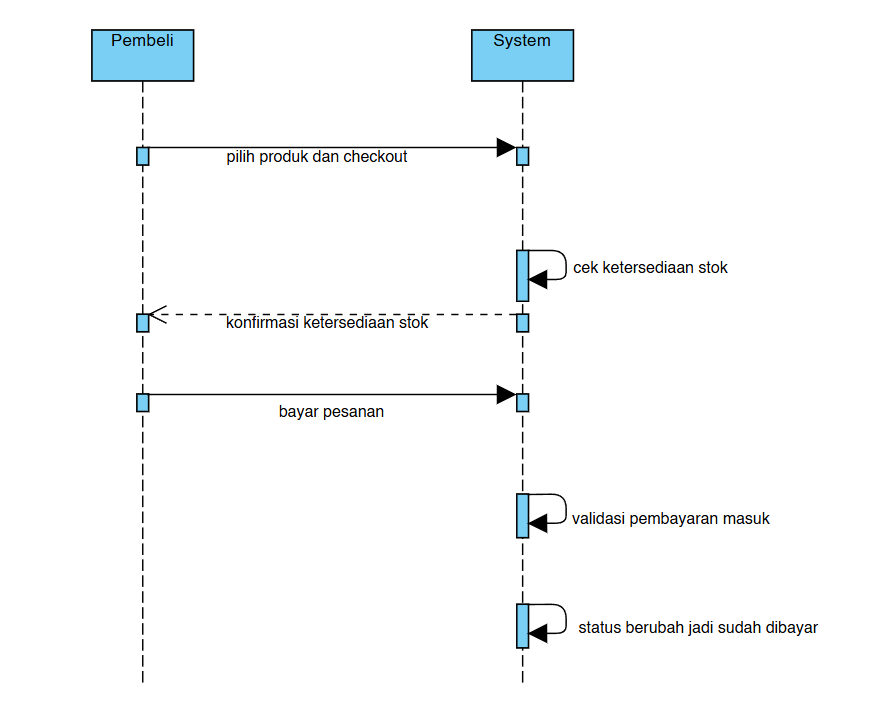 Pembeli
System
pilih produk dan checkout
cek ketersediaan stok
konfirmasi ketersediaan stok
bayar pesanan
validasi pembayaran masuk
status berubah jadi sudah dibayar